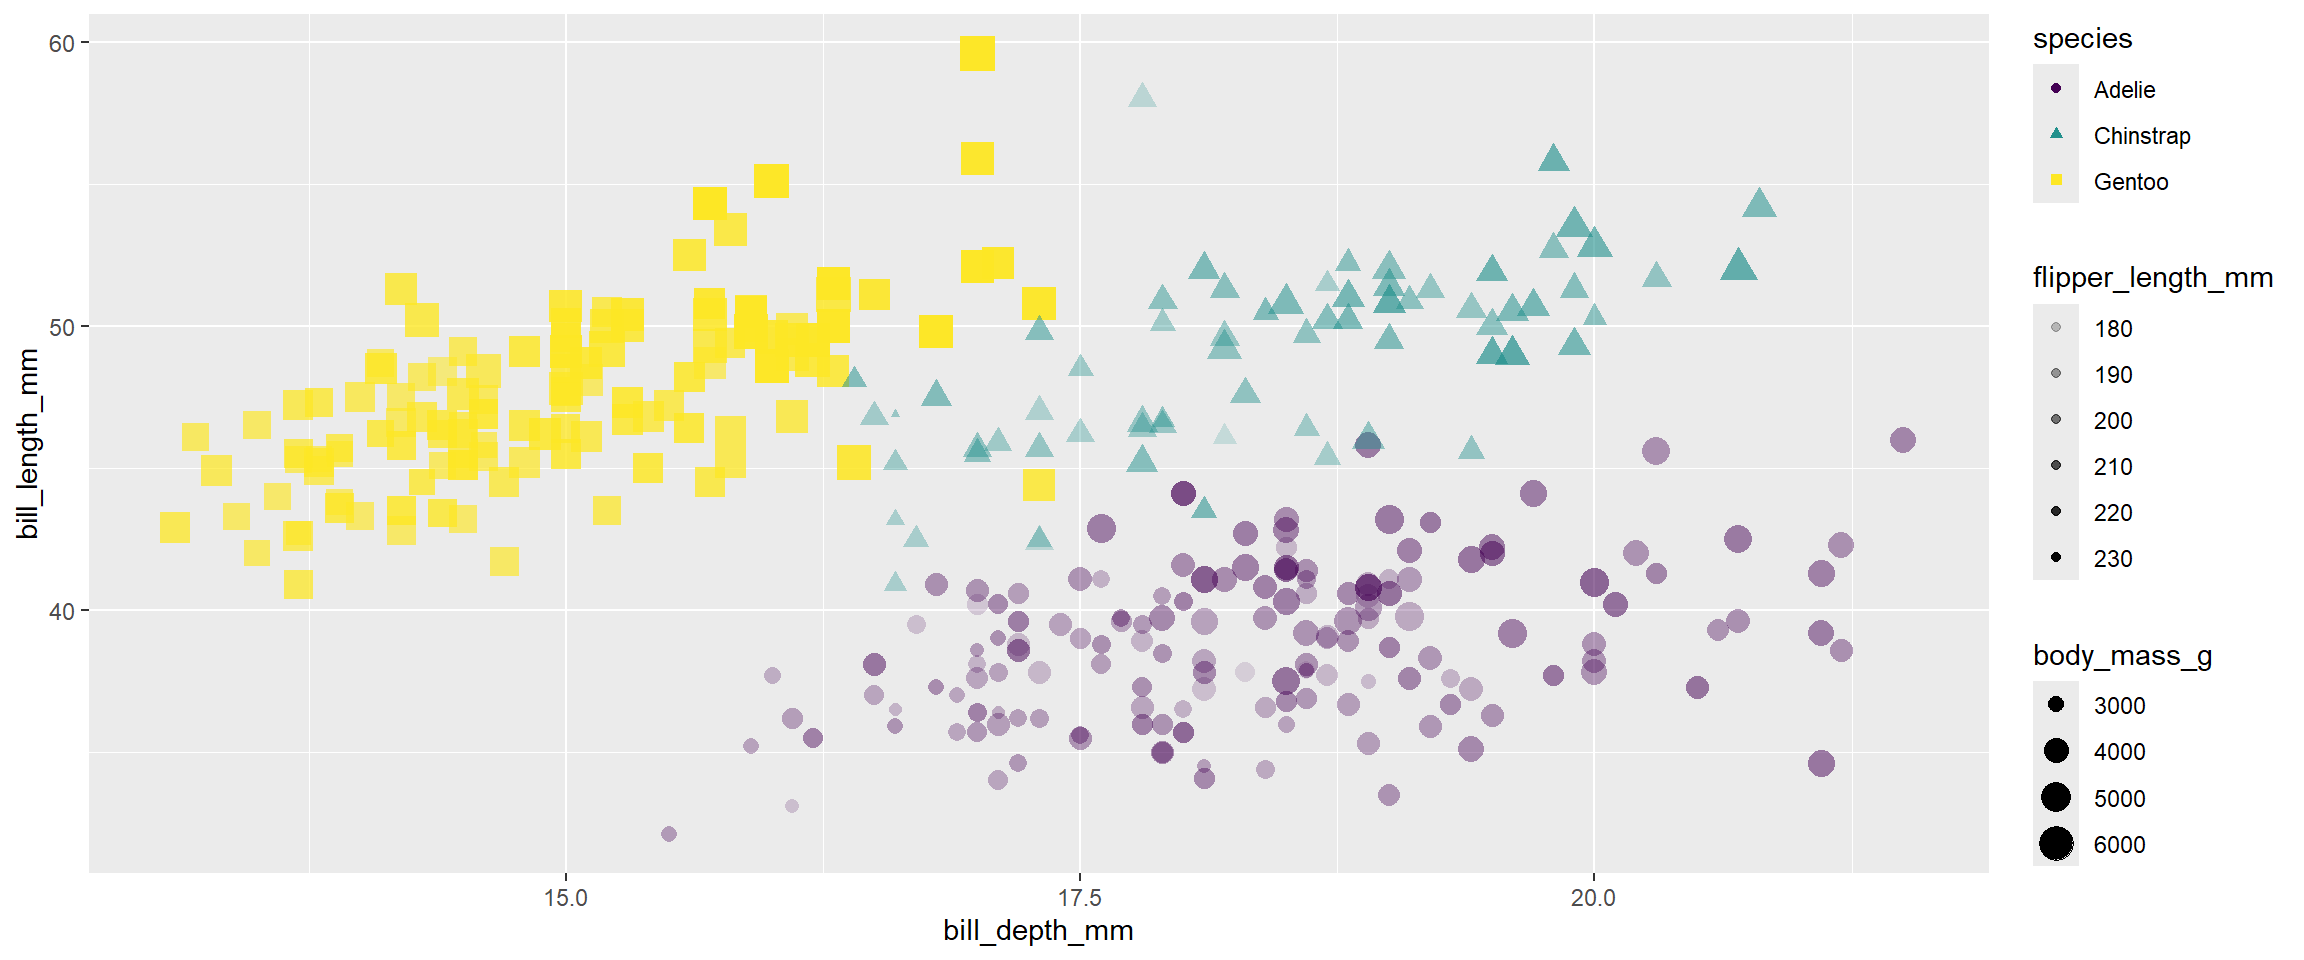 60
50
40
bill_length_mm
15.0 17.5 20.0
bill_depth_mm
species
Adelie
Chinstrap
Gentoo
flipper_length_mm
180
190
200
210
220
230
body_mass_g
3000
4000
5000
6000